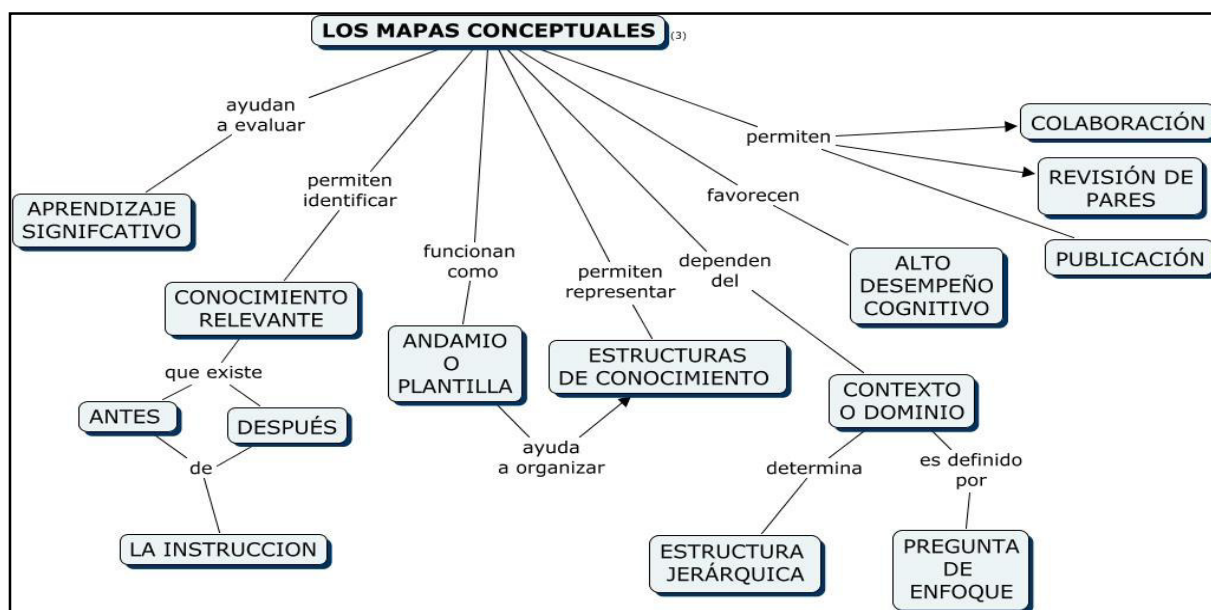 LOS MAPAS CONCEPTUALES (3)
ayudan
a evaluar
APRENDIZAJE
SIGNIFCATIVO
permiten
identificar
CONOCIMIENTO
RELEVANTE
que existe
ANTES
DESPUÉS
de
LA INSTRUCCION
funcionan
como
ANDAMIO
O
PLANTILLA
ayuda
a organizar
permiten
representar
ESTRUCTURAS
DE CONOCIMIENTO
dependen
del
CONTEXTO
O DOMINIO
determina
ESTRUCTURA
JERÁRQUICA
es definido
por
PREGUNTA
DE
ENFOQUE
favorecen
ALTO
DESEMPEÑO
COGNITIVO
permiten
COLABORACIÓN
REVISIÓN DE
PARES
PUBLICACIÓN